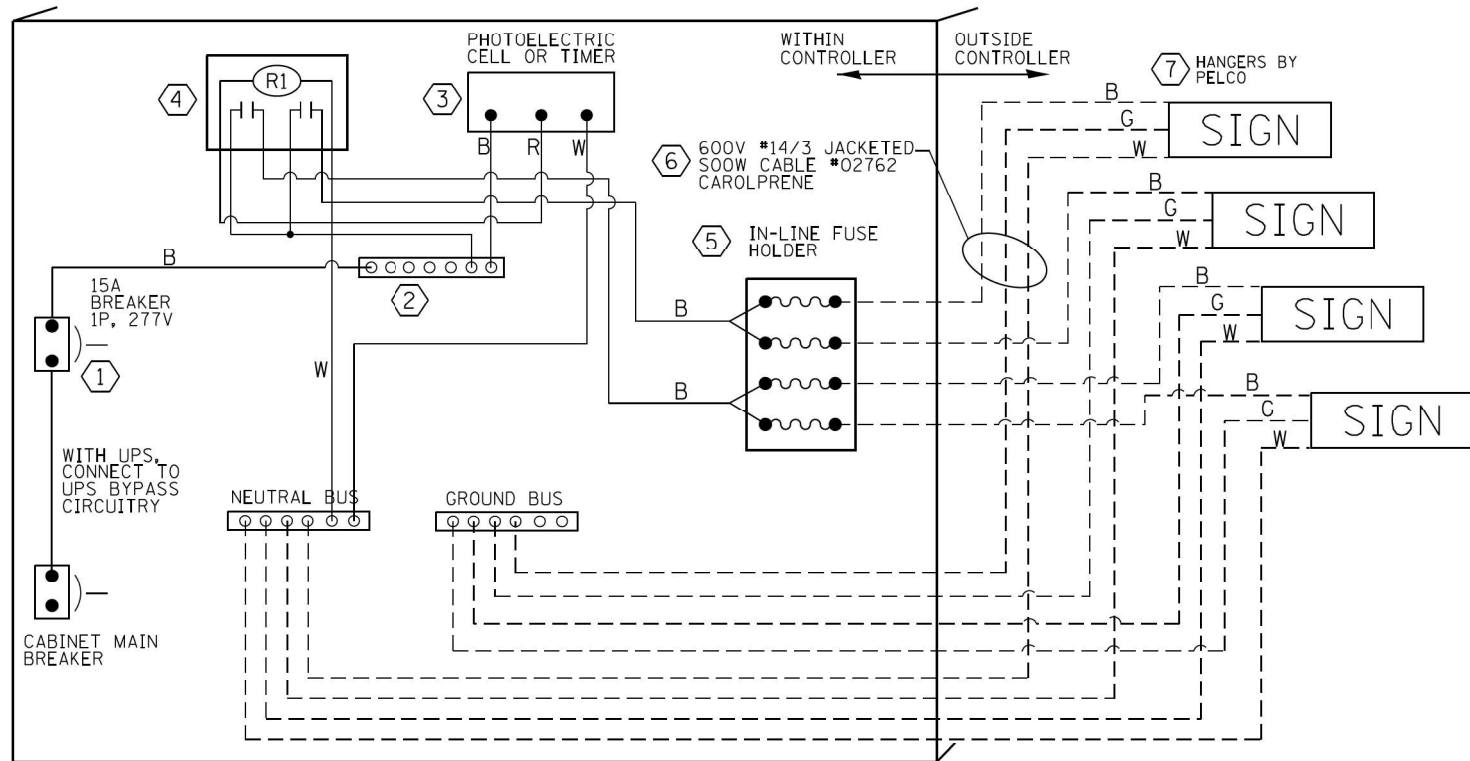 PHOTOELECTRIC
CELL OR TIMER
WITHIN
CONTROLLER
OUTSIDE
CONTROLLER
7
HANGERS BY
PELCO
4
R1
3
B
R
W
6
600V #14/3 JACKETED
SOOW CABLE #02762
CAROLPRENE
B
G
W
SIGN
B
G
W
SIGN
5
IN-LINE FUSE
HOLDER
B
2
15A
BREAKER
1P, 277V
1
B
B
W
B
G
W
SIGN
B
G
W
SIGN
WITH UPS,
CONNECT TO
UPS BYPASS
CIRCUITRY
NEUTRAL BUS
GROUND BUS
CABINET MAIN
BREAKER